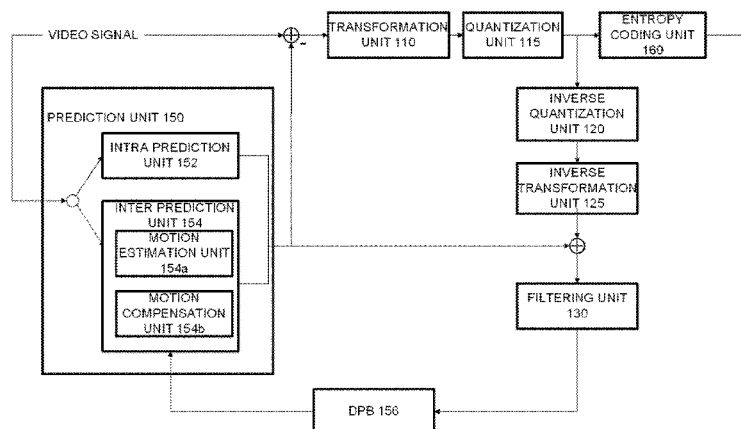 VIDEO SIGNAL
-
TRANSFORMATION
UNIT 110
QUANTIZATION
UNIT 115
ENTROPY
CODING UNIT
160
PREDICTION UNIT 150
INTRA PREDICTION
UNIT 152
INTER PREDICTION
UNIT 154
MOTION
ESTIMATION UNIT
154a
MOTION
COMPENSATION
UNIT 154b
INVERSE
QUANTIZATION
UNIT 120
INVERSE
TRANSFORMATION
UNIT 125
FILTERING UNIT
130
DPB 156